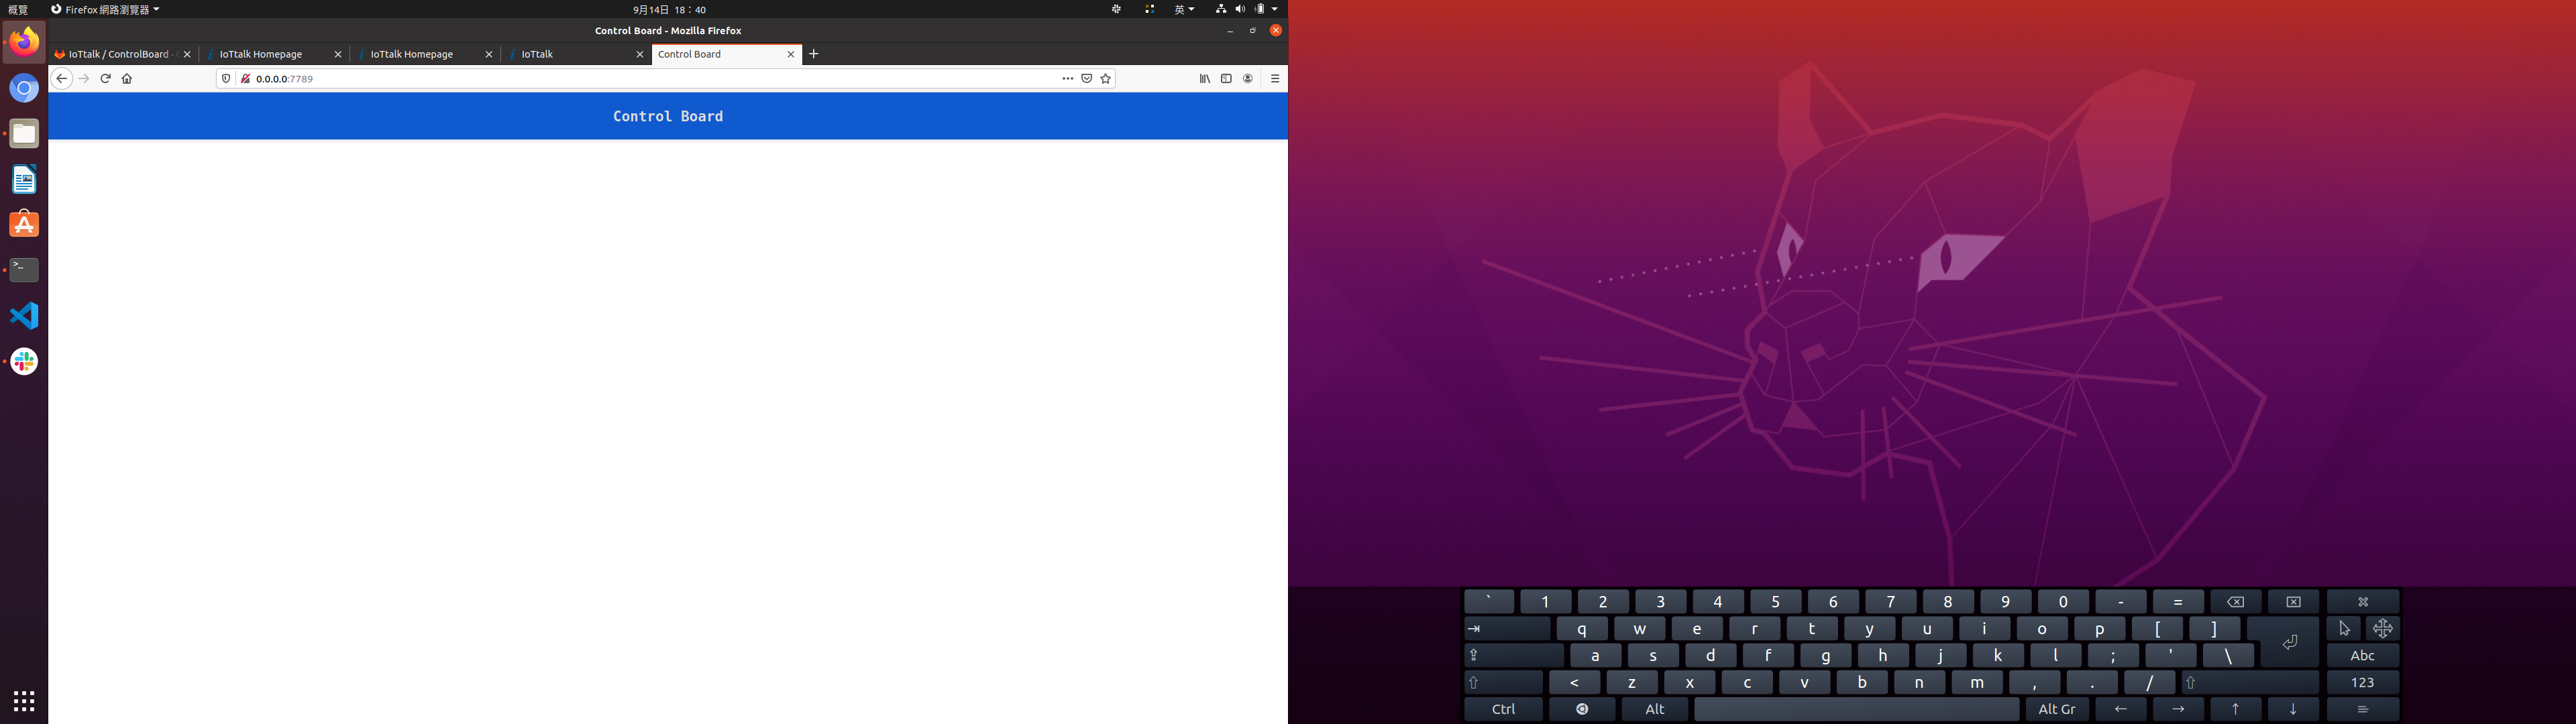 概覽 Firefox 網路瀏覽器 9月14日 18：40 英
Control Board - Mozilla Firefox
IoTtalk / ControlBoard · IoTtalk Homepage IoTtalk Homepage IoTtalk Control Board
0.0.0.0:7789
Control Board
` 1 2 3 4 5 6 7 8 9 0 - =
q w e r t y u i o p [ ]
a s d f g h j k l ; ' \ Abc
< z x c v b n m , . / 123
Ctrl Alt Alt Gr